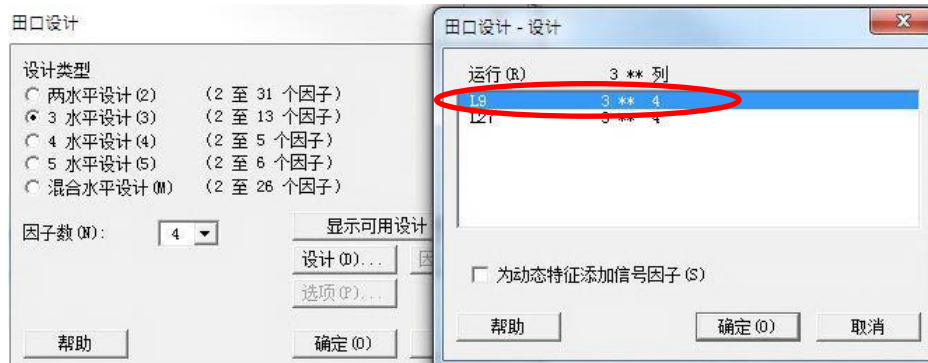 田口设计
设计类型
两水平设计(2) (2 至 31 个因子)
3 水平设计(3) (2 至 13 个因子)
4 水平设计(4) (2 至 5 个因子)
5 水平设计(5) (2 至 6 个因子)
混合水平设计(M) (2 至 26 个因子)
因子数(N): 4
显示可用设计
设计(D)... 因
选项(P)...
帮助 确定(O)
田口设计 - 设计
运行(R) 3 ** 列
L9 3 ** 4
L27 3 ** 4
为动态特征添加信号因子(S)
帮助 确定(O) 取消